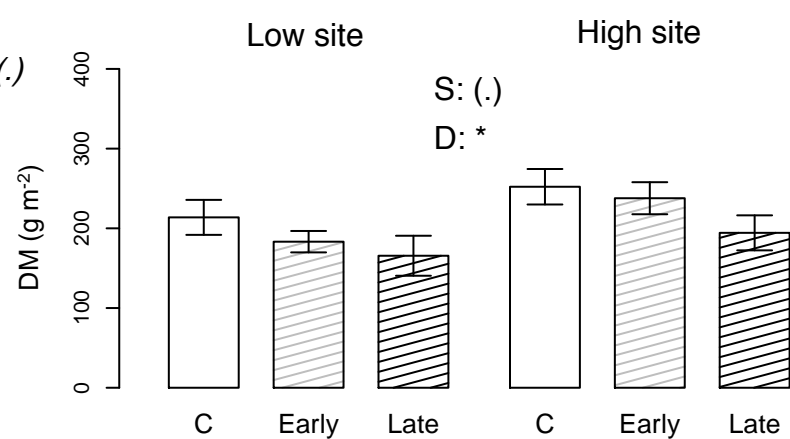 Low site
High site
(.)
S: (.)
D: *
DM (g m-2)
400
300
200
100
0
C Early Late C Early Late